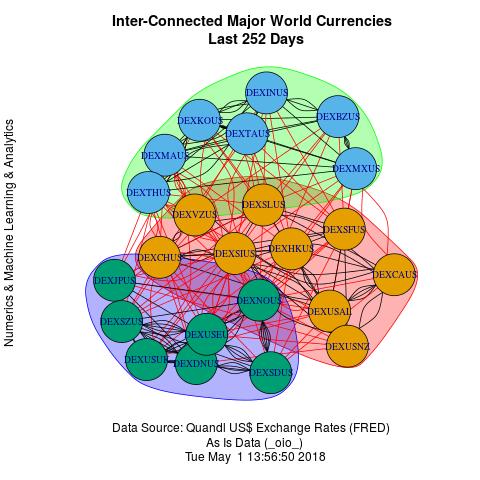 Inter-Connected Major World Currencies
Last 252 Days
Numerics & Machine Learning & Analytics
DEXINUS
DEXBZUS
DEXKOUS
DEXTAUS
DEXMAUS
DEXMXUS
DEXTHUS
DEXSLUS
DEXVZUS
DEXSFUS
DEXHKUS
DEXSIUS
DEXCHUS
DEXCAUS
DEXJPUS
DEXNOUS
DEXUSAL
DEXSZUS
DEXUSEU
DEXUSNZ
DEXUSUK
DEXDNUS
DEXSDUS
Data Source: Quandl US$ Exchange Rates (FRED)
As Is Data (_oio_)
Tue May  1 13:56:50 2018